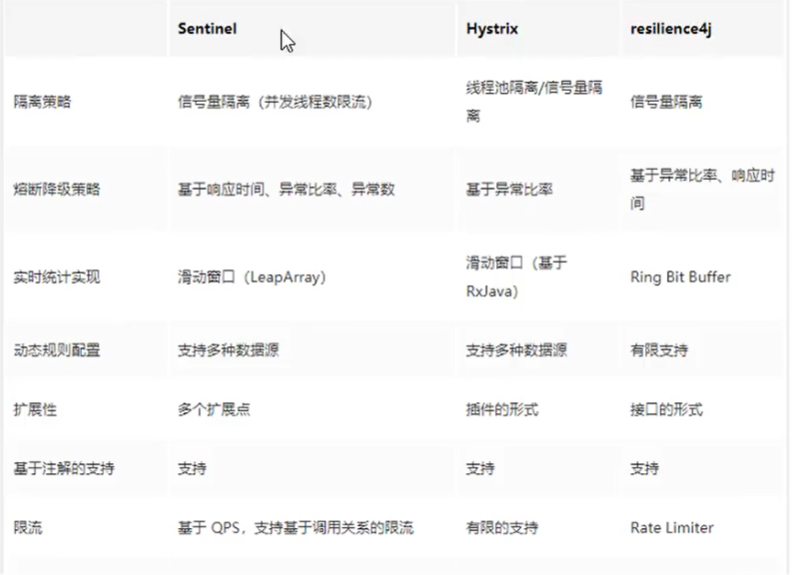 Sentinel Hystrix resilience4j
隔离策略 信号量隔离（并发线程数限流） 线程池隔离/信号量隔离 信号量隔离
熔断降级策略 基于响应时间、异常比率、异常数 基于异常比率 基于异常比率、响应时间
实时统计实现 滑动窗口（LeapArray） 滑动窗口（基于 RxJava） Ring Bit Buffer
动态规则配置 支持多种数据源 支持多种数据源 有限支持
扩展性 多个扩展点 插件的形式 接口的形式
基于注解的支持 支持 支持 支持
限流 基于 QPS，支持基于调用关系的限流 有限的支持 Rate Limiter